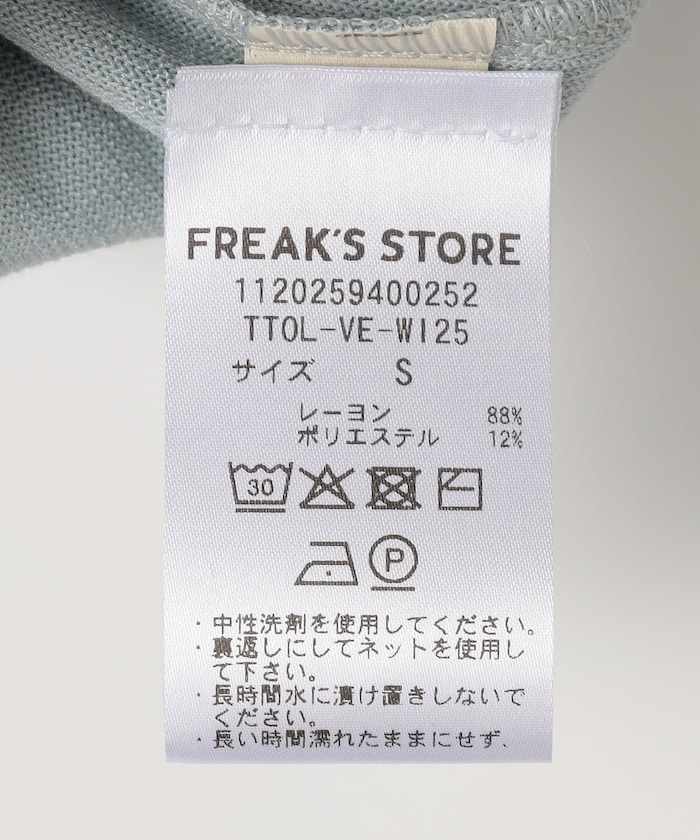 FREAK'S STORE
1120259400252
TTOL-VE-WI25
サイズ S
レーヨン 88%
ポリエステル 12%
30
P
・中性洗剤を使用してください。
・裏返しにしてネットを使用し
て下さい。
・長時間水に漬け置きしないで
ください。
・長い時間濡れたままにせず、